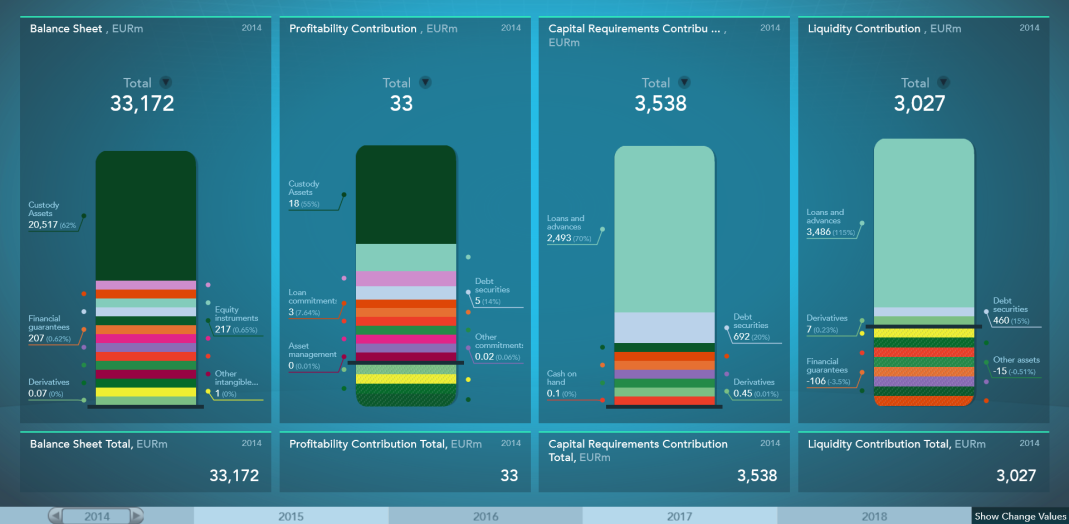 Balance Sheet , EURm 2014
Total
33,172
Custody
Assets
20,517 (62%
Financial
guarantees
207 (0.62%)
Derivatives
0.07 (0%)
Equity
instruments
217 (0.65%)
Other
intangible...
1 (0%)
Profitability Contribution , EURm 2014
Total
33
Custody
Assets
18 (55%)
Loan
commitments
3 (7.64%)
Asset
management
0 (0.01%)
Debt
securities
5 (14%)
Other
commitments
0.02 (0.06%)
Capital Requirements Contribu ... , 2014
EURm
Total
3,538
Loans and
advances
2,493 (70%)
Cash on
hand
0.1 (0%)
Debt
securities
692 (20%)
Derivatives
0.45 (0.01%)
Liquidity Contribution , EURm 2014
Total
3,027
Loans and
advances
3,486 (115%)
Derivatives
7 (0.23%)
Financial
guarantees
-106 (-3.5%)
Debt
securities
460 (15%)
Other assets
-15 (-0.51%)
Balance Sheet Total, EURm 2014
33,172
Profitability Contribution Total, EURm 2014
33
Capital Requirements Contribution 2014
Total, EURm
3,538
Liquidity Contribution Total, EURm 2014
3,027
2014 2015 2016 2017 2018 Show Change Values